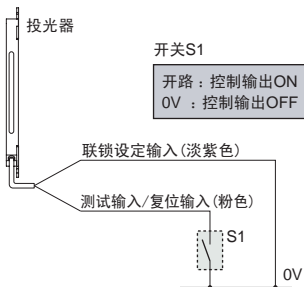 投光器
开关S1
开路：控制输出ON
0V ：控制输出OFF
联锁设定输入(淡紫色)
测试输入/复位输入(粉色)
S1
0V